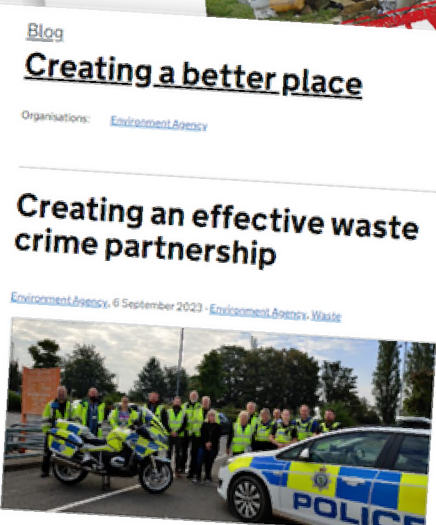 Blog
Creating a better place
Organisations: Environment Agency
Creating an effective waste
crime partnership
Environment Agency, 6 September 2023 - Environment Agency, Waste
POLICE